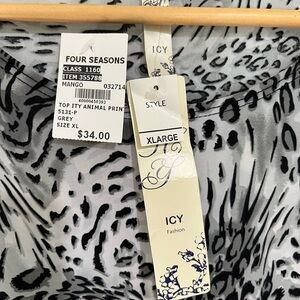 FOUR SEASONS
CLASS 1160
ITEM 355788
MANGO 032714
60000450393
TOP ITY ANIMAL PRINT
5131-P
GREY
SIZE XL
$34.00
ICY
STYLE
XLARGE
ICY
Fashion